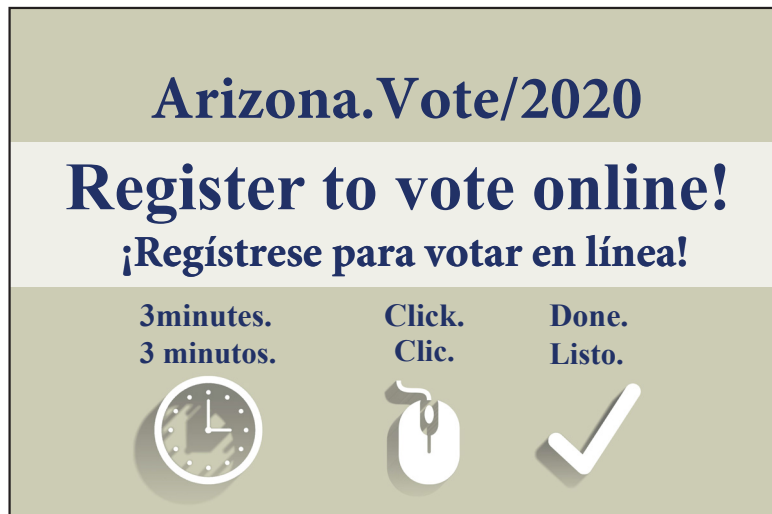 Arizona.Vote/2020
Register to vote online!
¡Regístrese para votar en línea!
3minutes. Click. Done.
3 minutos. Clic. Listo.